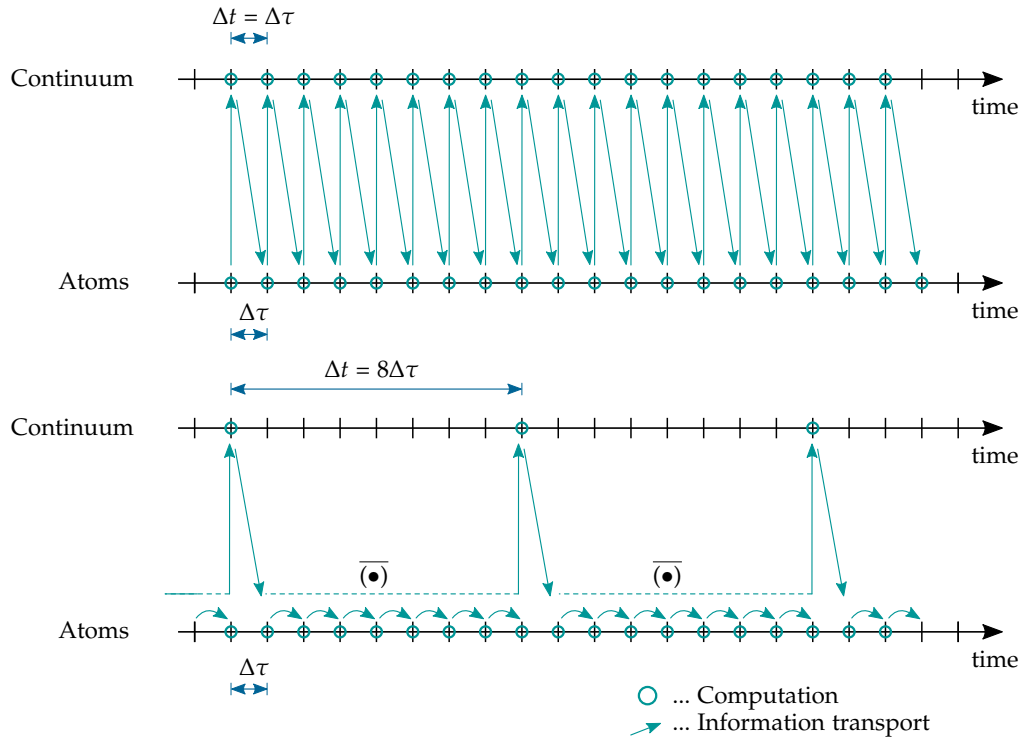 Δt = Δτ
Continuum
time
Atoms
time
Δτ
Δt = 8Δτ
Continuum
time
(•) (•)
Atoms
time
Δτ
... Computation
... Information transport